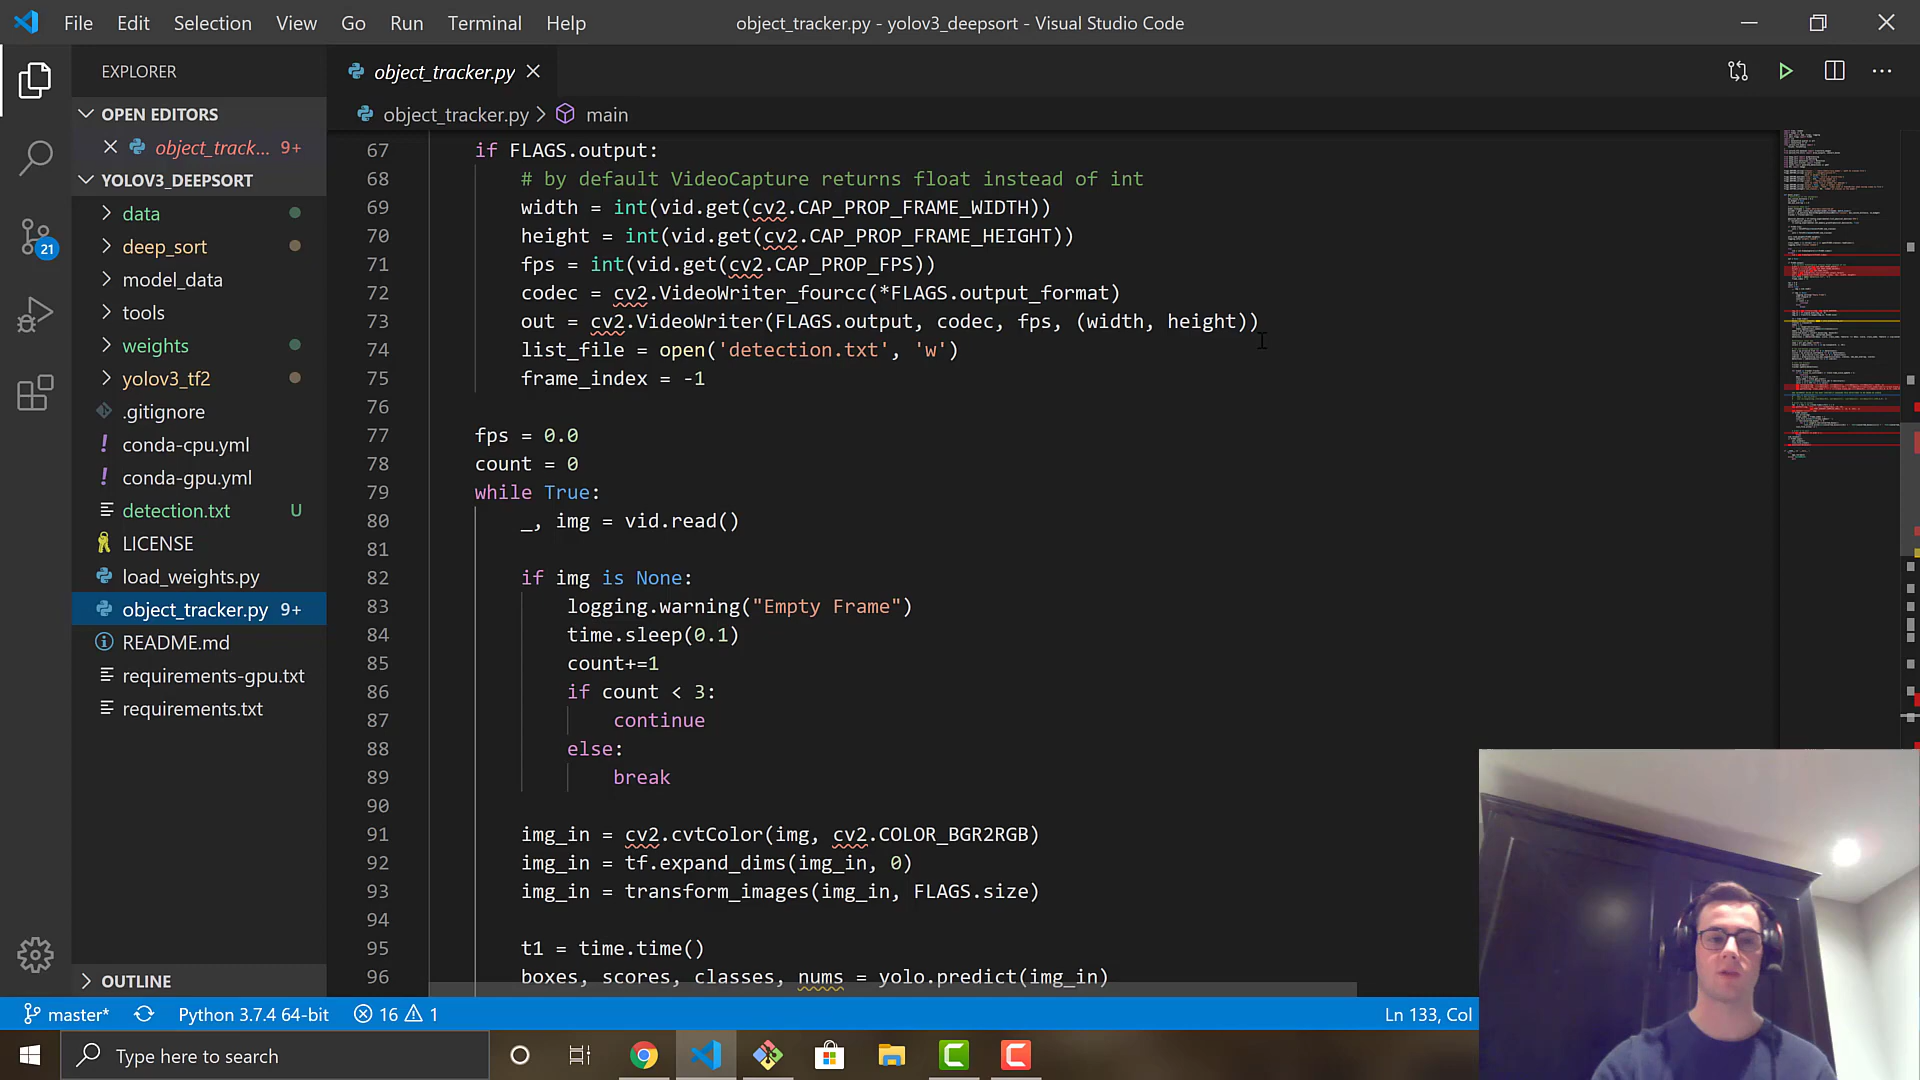 File Edit Selection View Go Run Terminal Help object_tracker.py - yolov3_deepsort - Visual Studio Code
EXPLORER
object_tracker.py
OPEN EDITORS
object_track... 9+
YOLOV3_DEEPSORT
data
deep_sort
model_data
tools
weights
yolov3_tf2
.gitignore
conda-cpu.yml
conda-gpu.yml
detection.txt U
LICENSE
load_weights.py
object_tracker.py 9+
README.md
requirements-gpu.txt
requirements.txt
OUTLINE
21
object_tracker.py > main
67 if FLAGS.output:
68 # by default VideoCapture returns float instead of int
69 width = int(vid.get(cv2.CAP_PROP_FRAME_WIDTH))
70 height = int(vid.get(cv2.CAP_PROP_FRAME_HEIGHT))
71 fps = int(vid.get(cv2.CAP_PROP_FPS))
72 codec = cv2.VideoWriter_fourcc(*FLAGS.output_format)
73 out = cv2.VideoWriter(FLAGS.output, codec, fps, (width, height))
74 list_file = open('detection.txt', 'w')
75 frame_index = -1
76
77 fps = 0.0
78 count = 0
79 while True:
80 _, img = vid.read()
81
82 if img is None:
83 logging.warning("Empty Frame")
84 time.sleep(0.1)
85 count+=1
86 if count < 3:
87 continue
88 else:
89 break
90
91 img_in = cv2.cvtColor(img, cv2.COLOR_BGR2RGB)
92 img_in = tf.expand_dims(img_in, 0)
93 img_in = transform_images(img_in, FLAGS.size)
94
95 t1 = time.time()
96 boxes, scores, classes, nums = yolo.predict(img_in)
master* Python 3.7.4 64-bit 16 1 Ln 133, Col
Type here to search